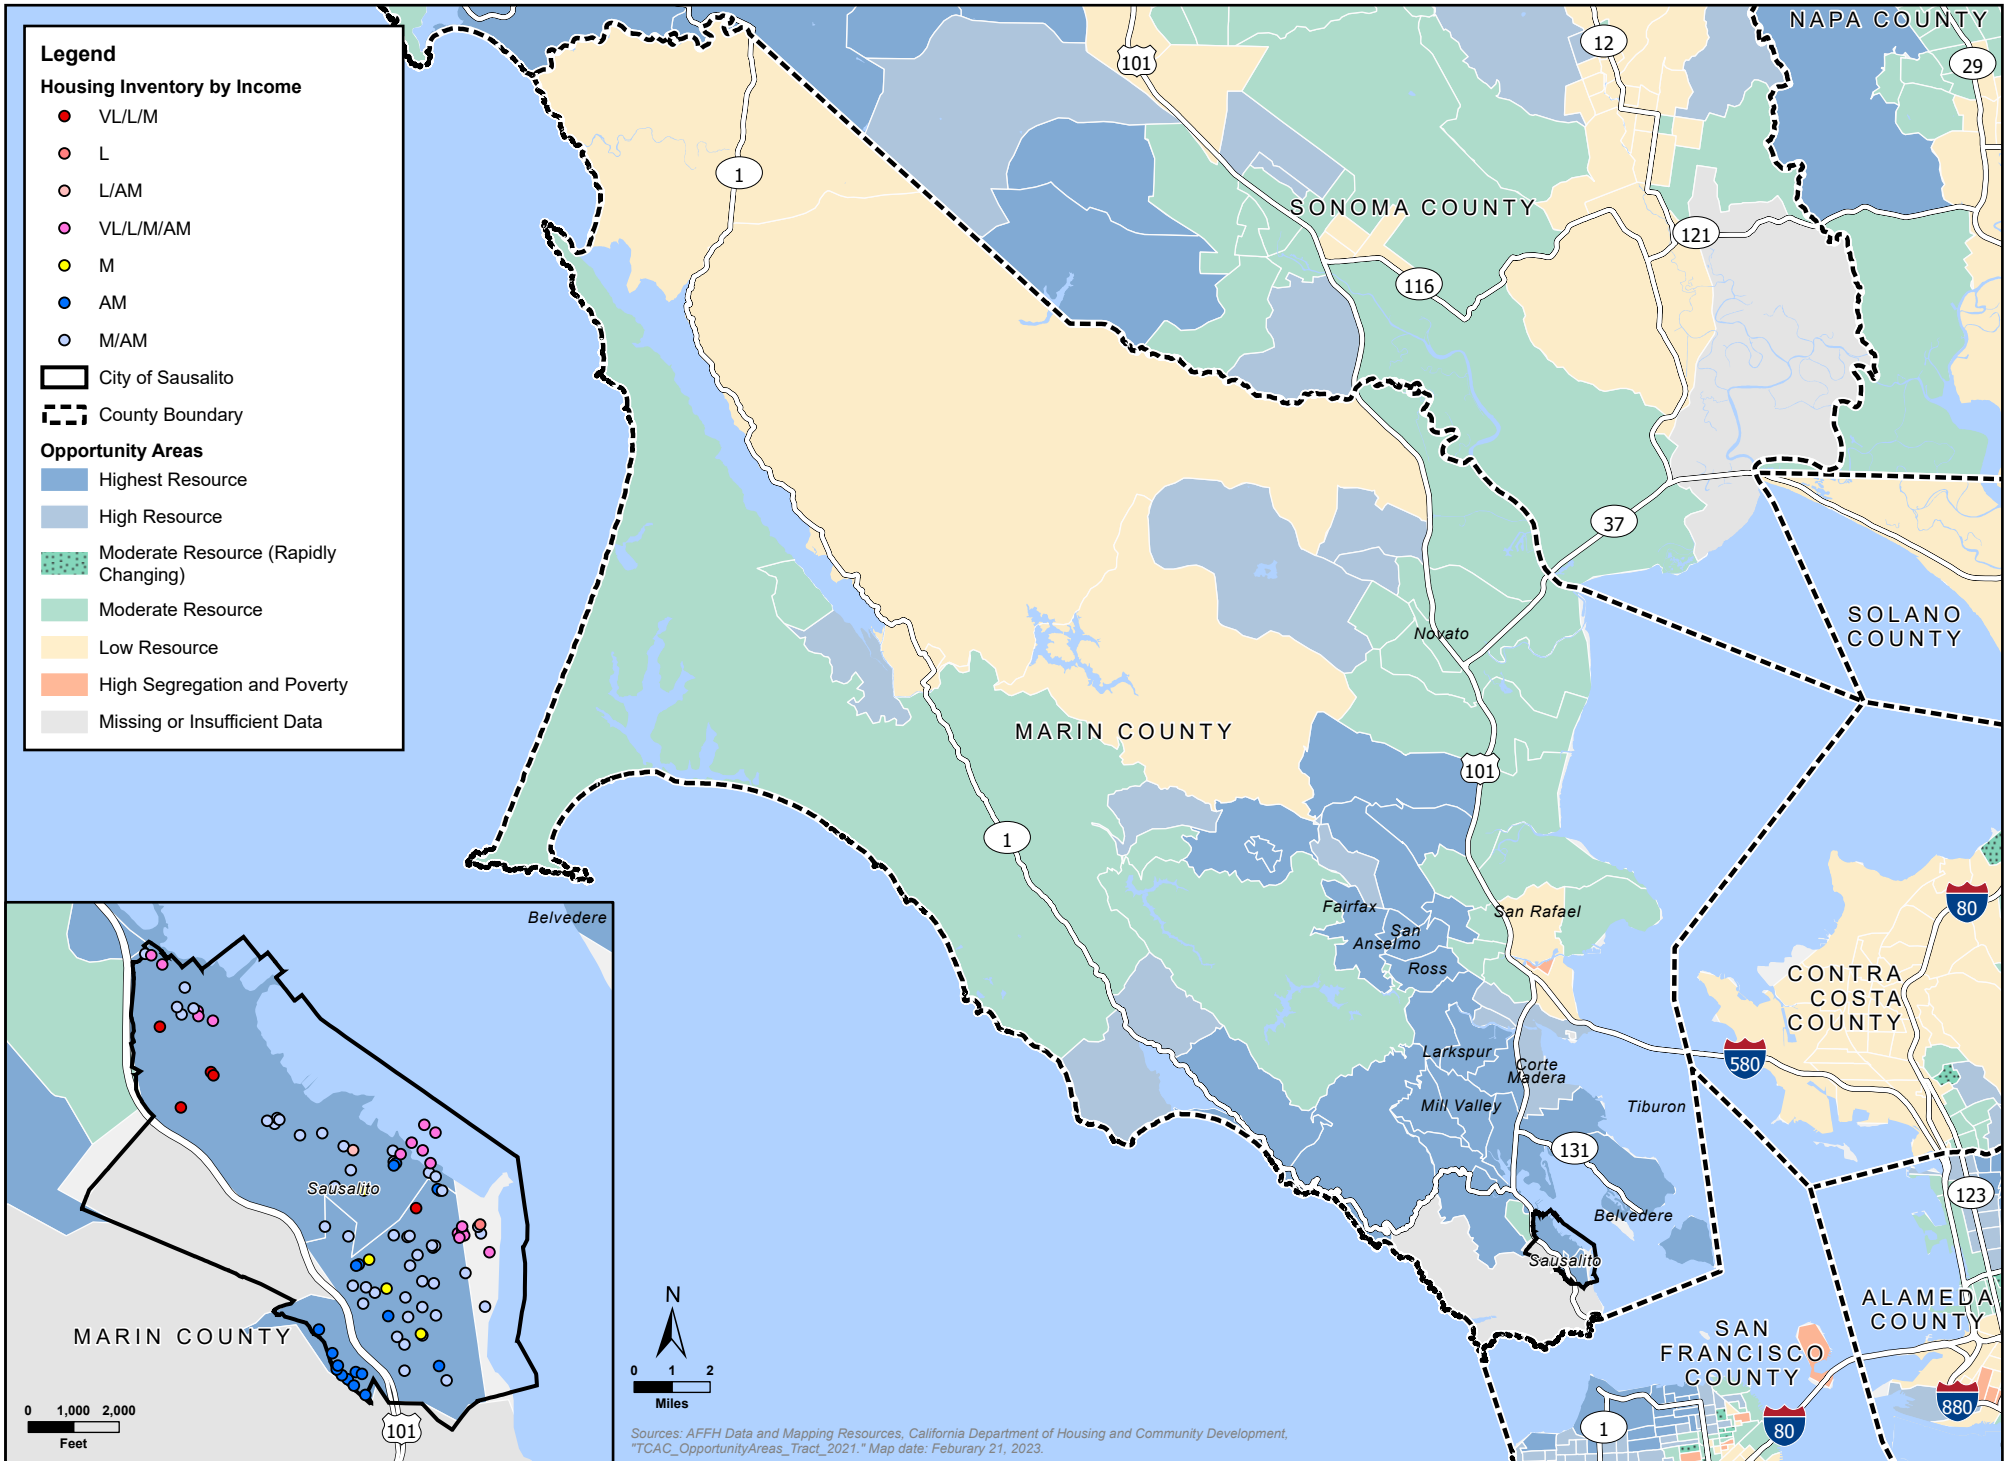 Legend
Housing Inventory by Income
VL/L/M
L
L/AM
VL/L/M/AM
M
AM
M/AM
City of Sausalito
County Boundary
Opportunity Areas
Highest Resource
High Resource
Moderate Resource (Rapidly
Changing)
Moderate Resource
Low Resource
High Segregation and Poverty
Missing or Insufficient Data
NAPA COUNTY
12
29
101
1
SONOMA COUNTY
121
116
37
SOLANO
COUNTY
Novato
MARIN COUNTY
101
1
80
Fairfax
San Rafael
San
Anselmo
Ross
CONTRA
COSTA
COUNTY
Larkspur
Corte
Madera
580
Mill Valley
Tiburon
131
123
Belvedere
Sausalito
ALAMEDA
COUNTY
SAN
FRANCISCO
COUNTY
1
80
880
Belvedere
Sausalito
MARIN COUNTY
101
0 1,000 2,000
Feet
N
0 1 2
Miles
Sources: AFFH Data and Mapping Resources, California Department of Housing and Community Development,
"TCAC_OpportunityAreas_Tract_2021." Map date: Feburary 21, 2023.